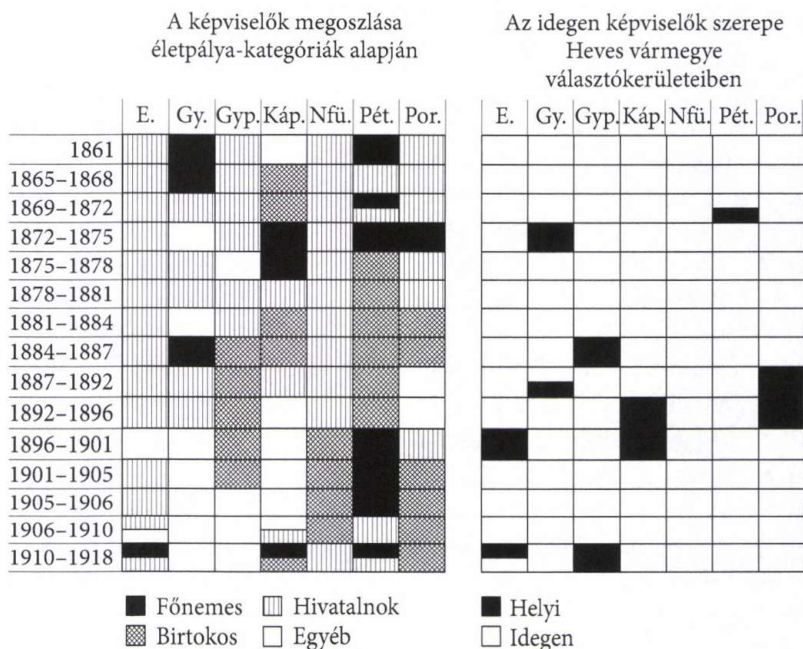 A képviselők megoszlása
életpálya-kategóriák alapján
Az idegen képviselők szerepe
Heves vármegye
választókerületeiben
E. Gy. Gyp. Káp. Nfü. Pét. Por.
E. Gy. Gyp. Káp. Nfü. Pét. Por.
1861
1865–1868
1869–1872
1872–1875
1875–1878
1878–1881
1881–1884
1884–1887
1887–1892
1892–1896
1896–1901
1901–1905
1905–1906
1906–1910
1910–1918
Főnemes Hivatalnok
Birtokos Egyéb
Helyi
Idegen